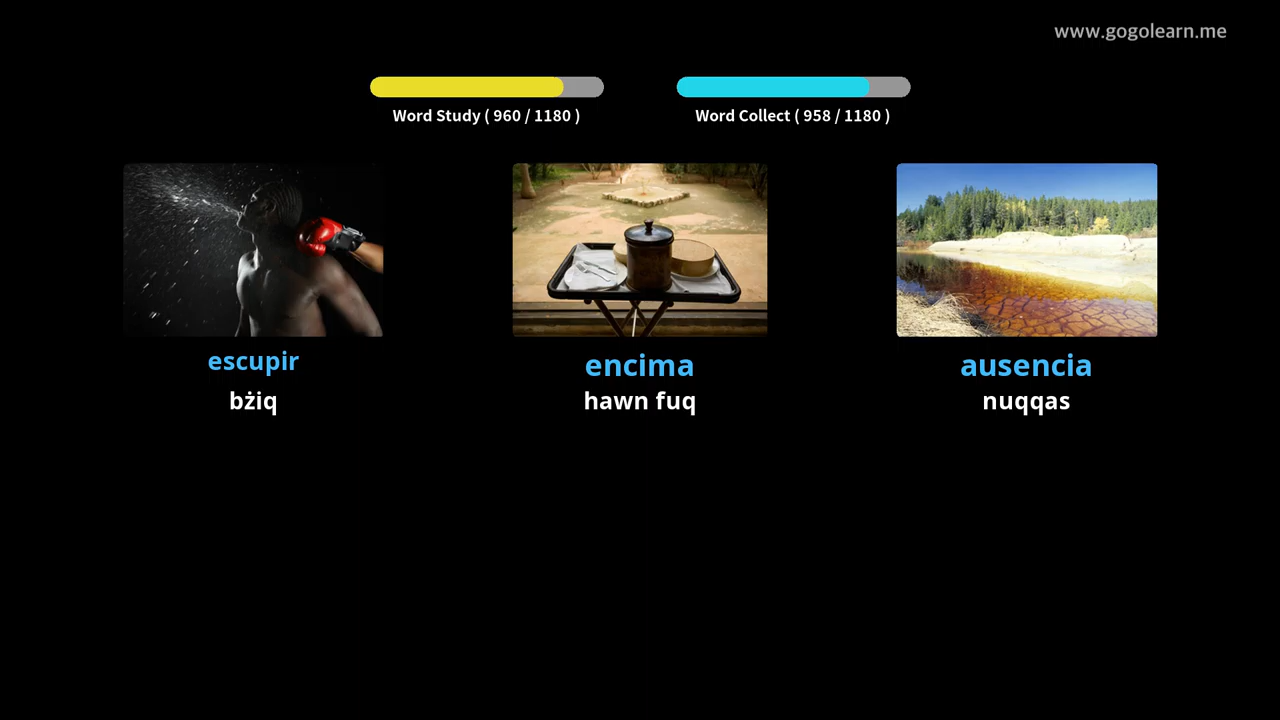 www.gogolearn.me
Word Study ( 960 / 1180 )
Word Collect ( 958 / 1180 )
escupir
bżiq
encima
hawn fuq
ausencia
nuqqas